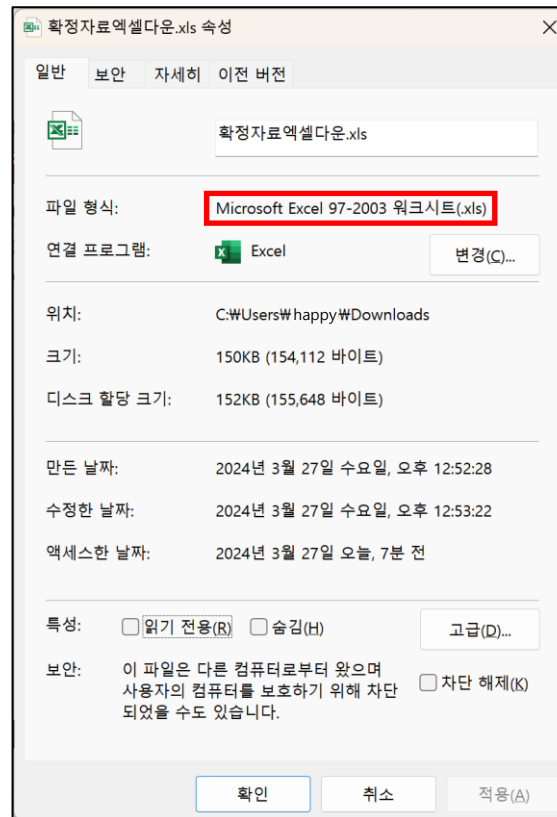 확정자료엑셀다운.xls 속성
일반 보안 자세히 이전 버전
확정자료엑셀다운.xls
파일 형식: Microsoft Excel 97-2003 워크시트(.xls)
연결 프로그램: Excel 변경(C)...
위치: C:₩Users₩happy₩Downloads
크기: 150KB (154,112 바이트)
디스크 할당 크기: 152KB (155,648 바이트)
만든 날짜: 2024년 3월 27일 수요일, 오후 12:52:28
수정한 날짜: 2024년 3월 27일 수요일, 오후 12:53:22
액세스한 날짜: 2024년 3월 27일 오늘, 7분 전
특성: 읽기 전용(R) 숨김(H) 고급(D)...
보안: 이 파일은 다른 컴퓨터로부터 왔으며
사용자의 컴퓨터를 보호하기 위해 차단 차단 해제(K)
되었을 수도 있습니다.
확인 취소 적용(A)